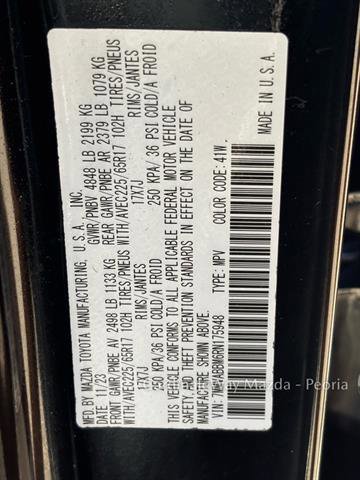 MFD.BY MAZDA TOYOTA MANUFACTURING, U.S.A., INC.
DATE 11/23 GWVR/PNBV 4848 LB 2199 KG
FRONT GAWR/PNBE AV 2498 LB 1133 KG REAR GAWR/PNBE AR 2379 LB 1079 KG
WITH/AVEC225/65R17 102H TIRES/PNEUS WITH/AVEC225/65R17 102H TIRES/PNEUS
17X7J RIMS/JANTES 17X7J RIMS/JANTES
250 KPA/36 PSI COLD/A FROID 250 KPA/ 36 PSI COLD/A FROID
THIS VEHICLE CONFORMS TO ALL APPLICABLE FEDERAL MOTOR VEHICLE
SAFETY, AND THEFT PREVENTION STANDARDS IN EFFECT ON THE DATE OF
MANUFACTURE SHOWN ABOVE.
TYPE: MPV COLOR CODE: 41W
MADE IN U.S.A.
Way Mazda - Peoria